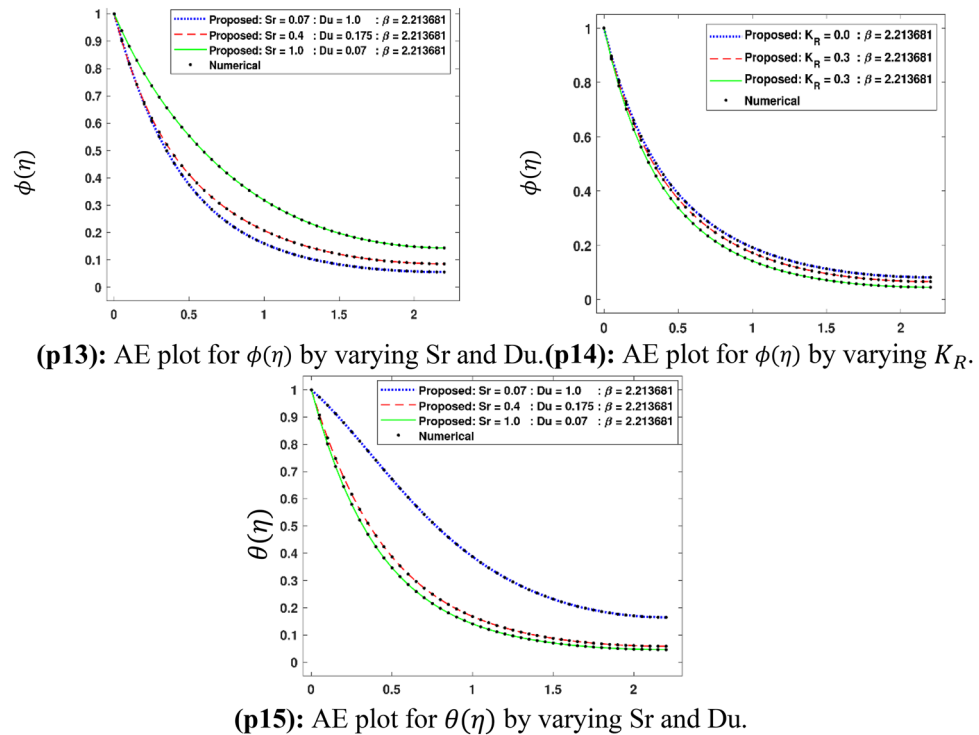 Proposed: Sr = 0.07 : Du = 1.0 : β = 2.213681
Proposed: Sr = 0.4 : Du = 0.175 : β = 2.213681
Proposed: Sr = 1.0 : Du = 0.07 : β = 2.213681
Numerical
1
0.9
0.8
0.7
0.6
0.5
0.4
0.3
0.2
0.1
0
ϕ(η)
0 0.5 1 1.5 2
Proposed: K_R = 0.0 : β = 2.213681
Proposed: K_R = 0.3 : β = 2.213681
Proposed: K_R = 0.3 : β = 2.213681
Numerical
1
0.8
0.6
0.4
0.2
0
ϕ(η)
0 0.5 1 1.5 2
(p13): AE plot for ϕ(η) by varying Sr and Du. (p14): AE plot for ϕ(η) by varying K_R.
Proposed: Sr = 0.07 : Du = 1.0 : β = 2.213681
Proposed: Sr = 0.4 : Du = 0.175 : β = 2.213681
Proposed: Sr = 1.0 : Du = 0.07 : β = 2.213681
Numerical
1
0.9
0.8
0.7
0.6
0.5
0.4
0.3
0.2
0.1
0
θ(η)
0 0.5 1 1.5 2
(p15): AE plot for θ(η) by varying Sr and Du.